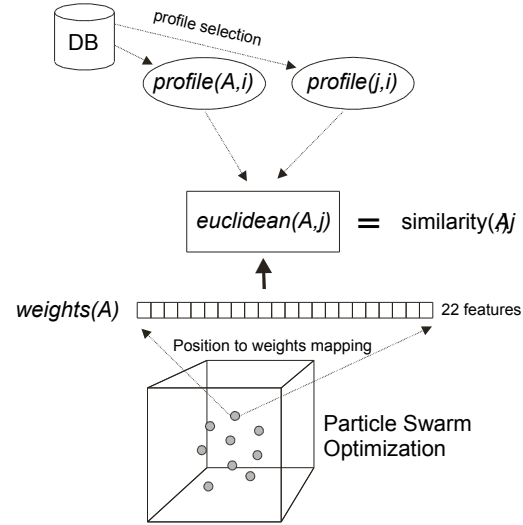 profile selection
DB
profile(A,i)
profile(j,i)
euclidean(A,j) = similarity(A,j
weights(A)
22 features
Position to weights mapping
Particle Swarm
Optimization